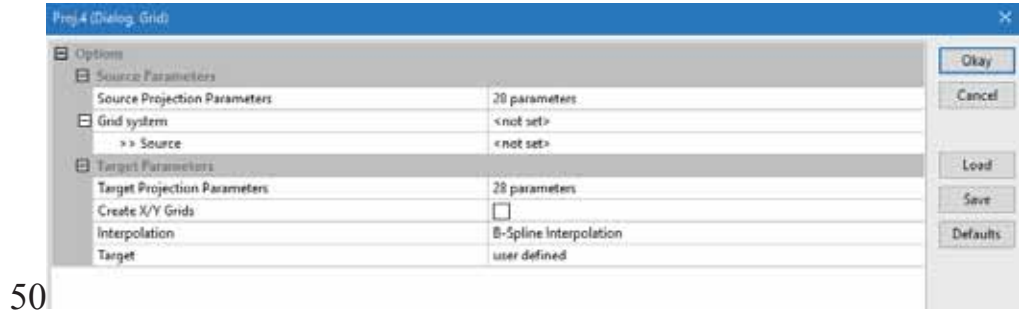 Proj.4 (Dialog, Grid)
Options
Okay
Source Parameters
Source Projection Parameters 28 parameters
Cancel
Grid system <not set>
>> Source <not set>
Target Parameters
Load
Target Projection Parameters 28 parameters
Create X/Y Grids
Save
Interpolation B-Spline Interpolation
Defaults
Target user defined
50